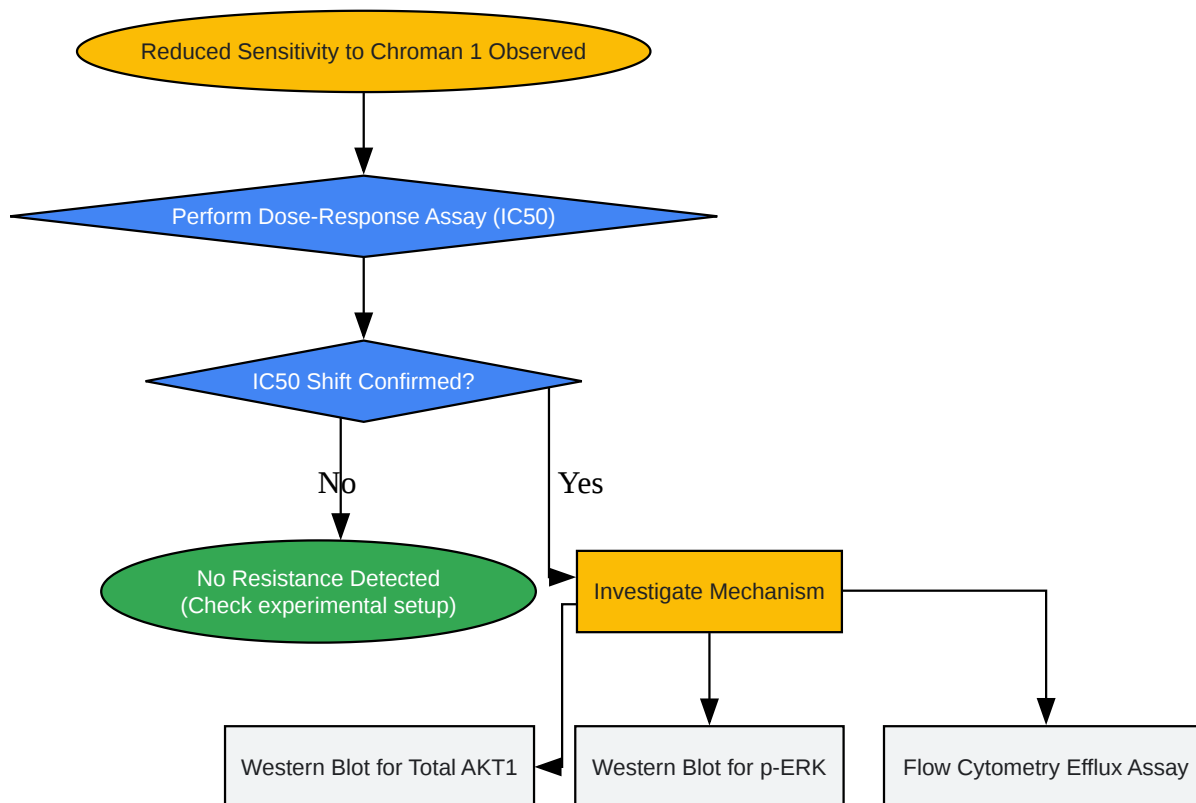 Reduced Sensitivity to Chroman 1 Observed
Perform Dose-Response Assay (IC50)
IC50 Shift Confirmed?
No
Yes
No Resistance Detected
(Check experimental setup)
Investigate Mechanism
Western Blot for Total AKT1
Western Blot for p-ERK
Flow Cytometry Efflux Assay